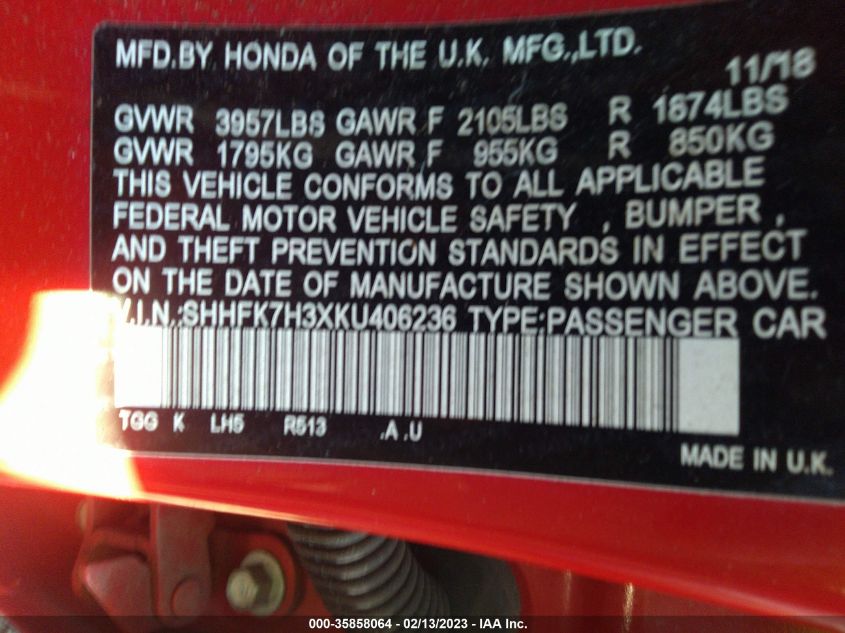 MFD.BY HONDA OF THE U.K. MFG.,LTD.
11/18
GVWR 3957LBS GAWR F 2105LBS R 1874LBS
GVWR 1795KG GAWR F 955KG R 850KG
THIS VEHICLE CONFORMS TO ALL APPLICABLE
FEDERAL MOTOR VEHICLE SAFETY , BUMPER ,
AND THEFT PREVENTION STANDARDS IN EFFECT
ON THE DATE OF MANUFACTURE SHOWN ABOVE.
V.I.N.:SHHFK7H3XKU406236 TYPE:PASSENGER CAR
TGG K LH5 R513 .A .U
MADE IN U.K.
000-35858064 — 02/13/2023 — IAA Inc.